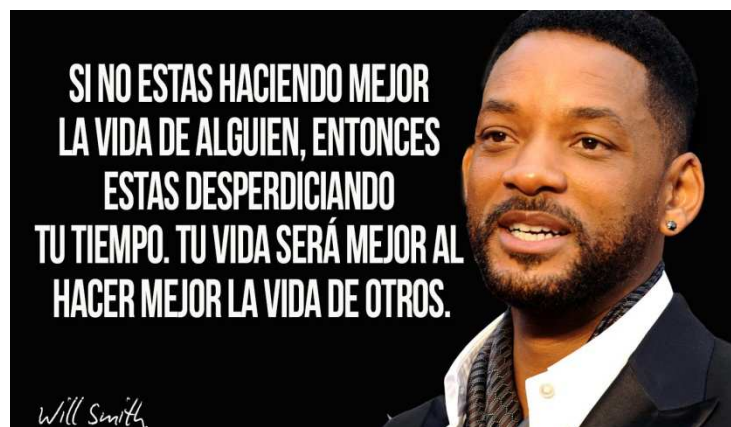 SI NO ESTAS HACIENDO MEJOR
LA VIDA DE ALGUIEN, ENTONCES
ESTAS DESPERDICIANDO
TU TIEMPO. TU VIDA SERÁ MEJOR AL
HACER MEJOR LA VIDA DE OTROS.
Will Smith